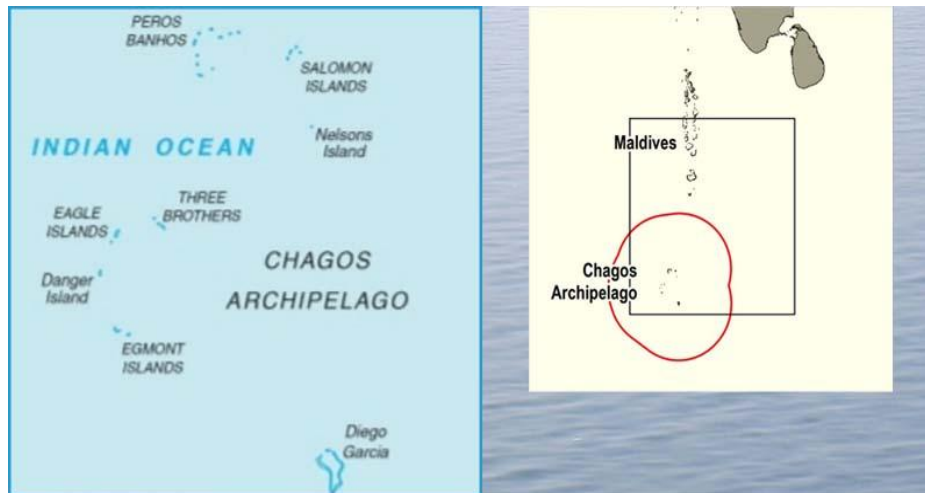 PEROS
BANHOS
SALOMON
ISLANDS
INDIAN OCEAN
Nelsons
Island
THREE
BROTHERS
EAGLE
ISLANDS
CHAGOS
ARCHIPELAGO
Danger
Island
EGMONT
ISLANDS
Diego
Garcia
Maldives
Chagos
Archipelago